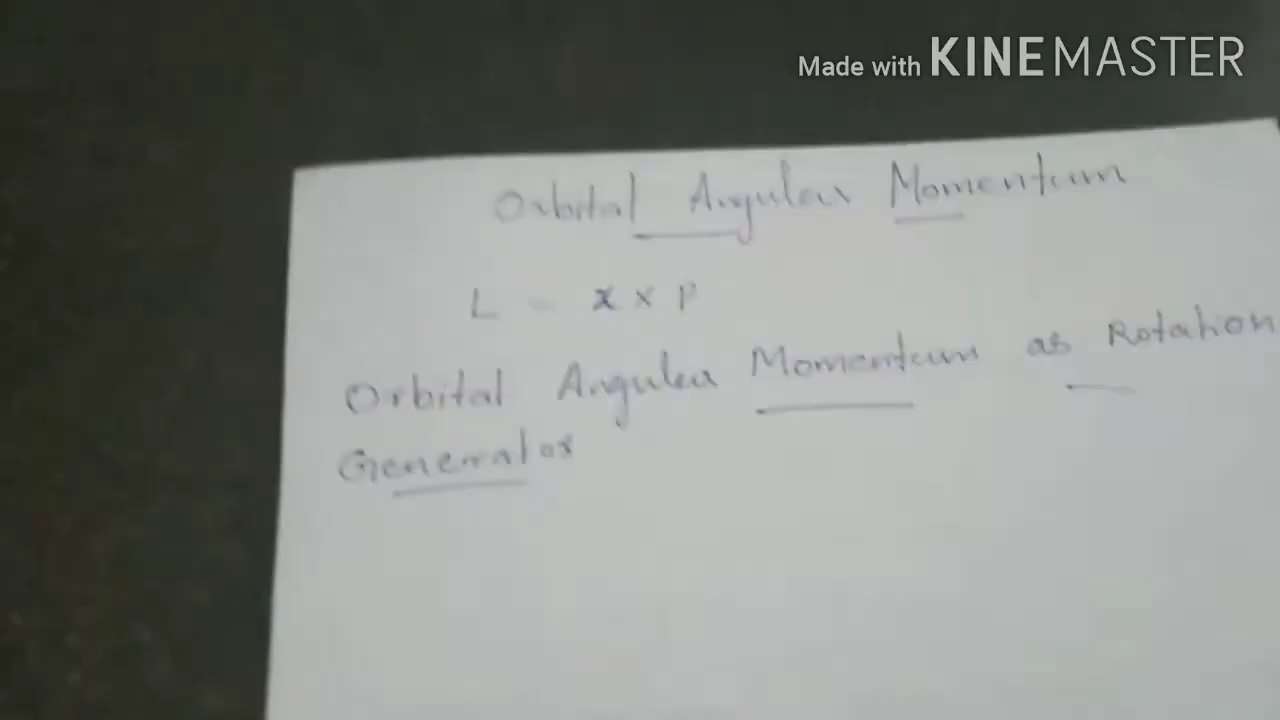 Made with KINEMASTER
Orbital Angular Momentum
L = x × p
Orbital Angular Momentum as Rotation
Generator